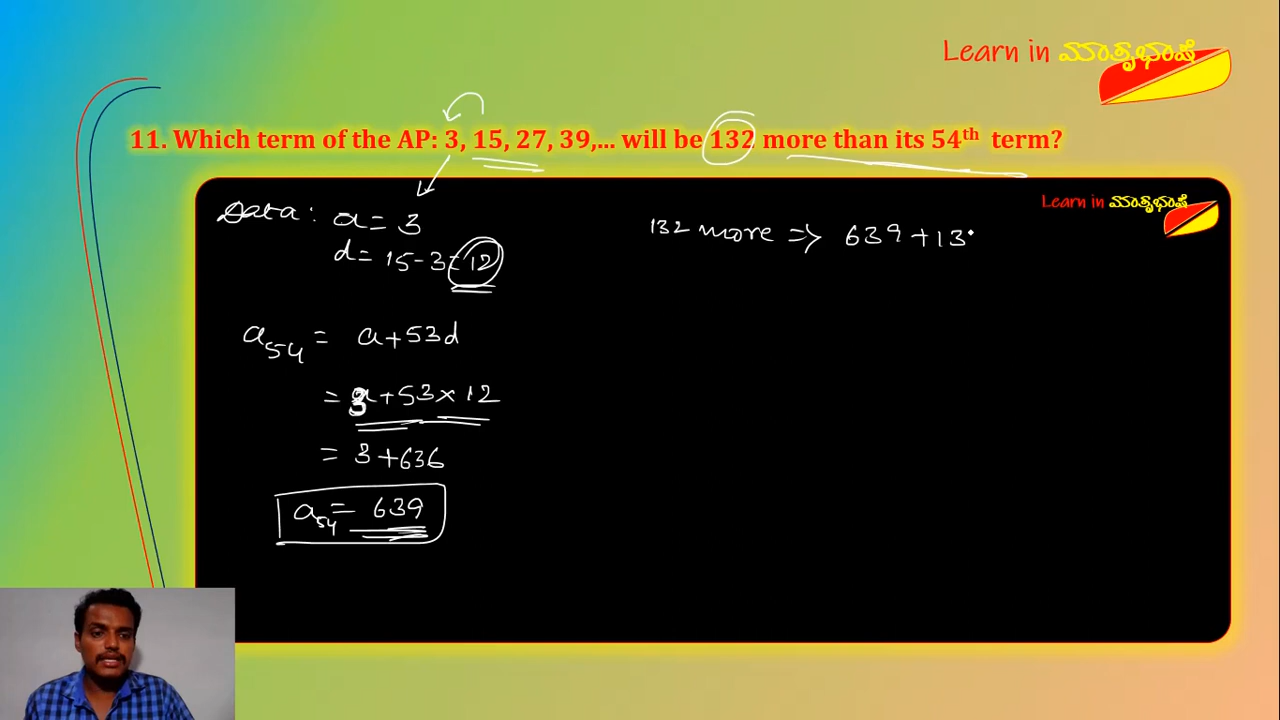 Learn in ಮಾತೃಭಾಷೆ
11. Which term of the AP: 3, 15, 27, 39,... will be 132 more than its 54th term?
Learn in ಮಾತೃಭಾಷೆ
Data: a = 3
d = 15 - 3 = 12
a54 = a + 53d
= 3 + 53 × 12
= 3 + 636
a54 = 639
132 more => 639 + 13